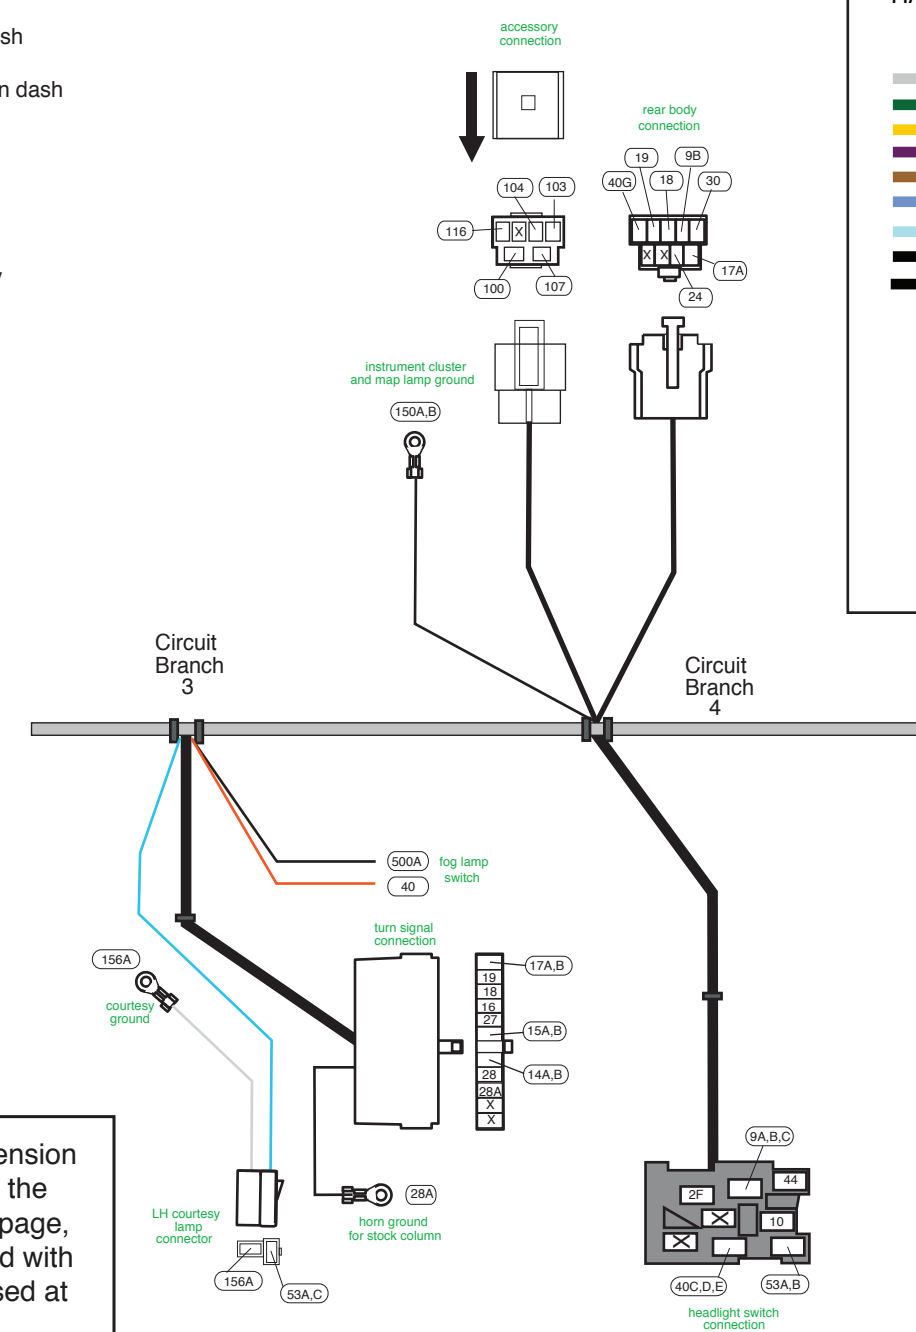 sh
n dash
accessory
connection
rear body
connection
19
9B
40G
18
30
104
103
116
X
X
X
17A
100
107
24
instrument cluster
and map lamp ground
150A,B
Circuit
Branch
3
Circuit
Branch
4
500A
fog lamp
switch
40
turn signal
connection
156A
courtesy
ground
17A,B
19
18
16
27
15A,B
14A,B
28
28A
X
X
28A
horn ground
for stock column
LH courtesy
lamp
connector
156A
53A,C
9A,B,C
44
2F
X
10
X
40C,D,E
53A,B
headlight switch
connection
ension
the
page,
d with
sed at